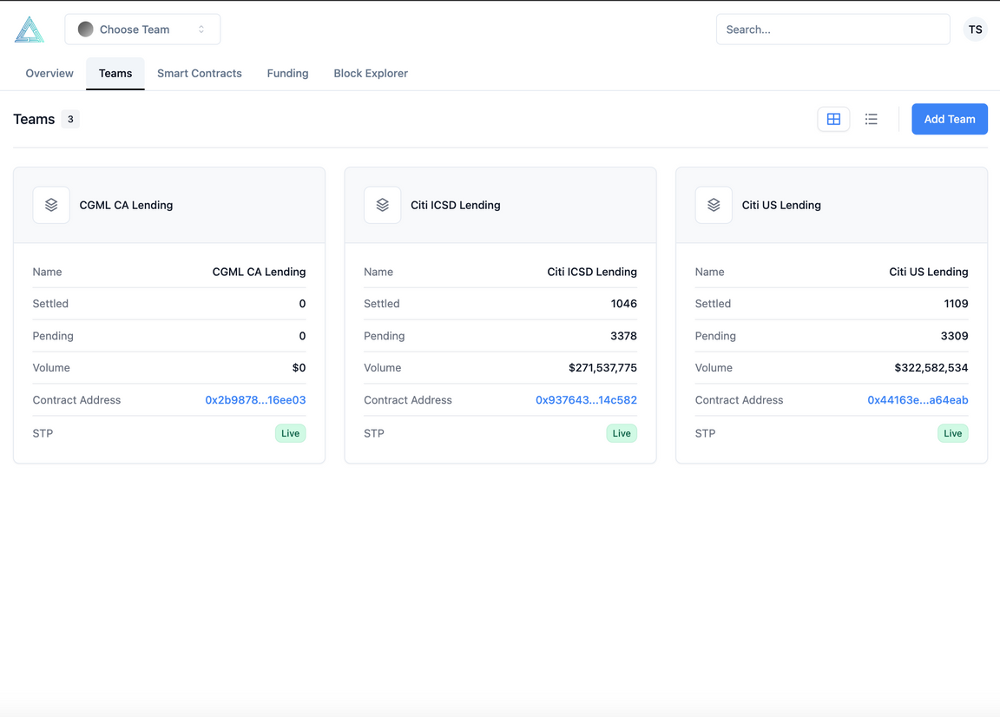 Choose Team
Search...
TS
Overview
Teams
Smart Contracts
Funding
Block Explorer
Teams 3
Add Team
CGML CA Lending
Name CGML CA Lending
Settled 0
Pending 0
Volume $0
Contract Address 0x2b9878...16ee03
STP Live
Citi ICSD Lending
Name Citi ICSD Lending
Settled 1046
Pending 3378
Volume $271,537,775
Contract Address 0x937643...14c582
STP Live
Citi US Lending
Name Citi US Lending
Settled 1109
Pending 3309
Volume $322,582,534
Contract Address 0x44163e...a64eab
STP Live